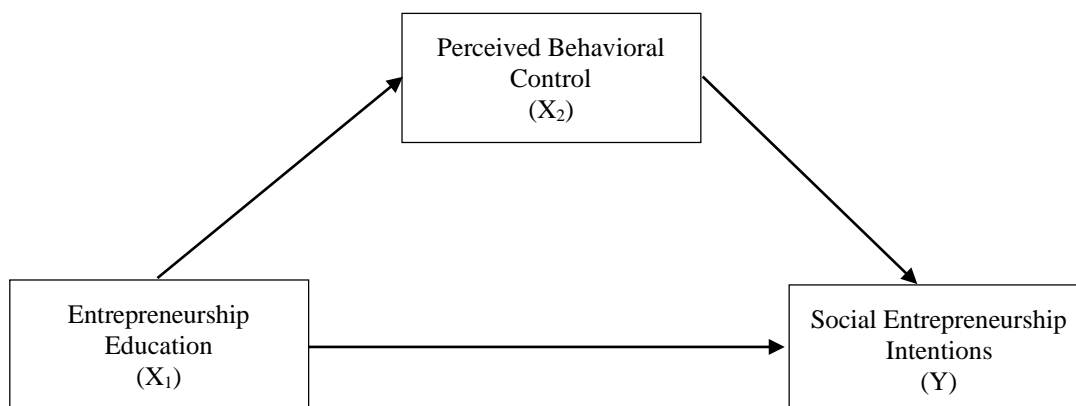 Perceived Behavioral
Control
(X₂)
Entrepreneurship
Education
(X₁)
Social Entrepreneurship
Intentions
(Y)